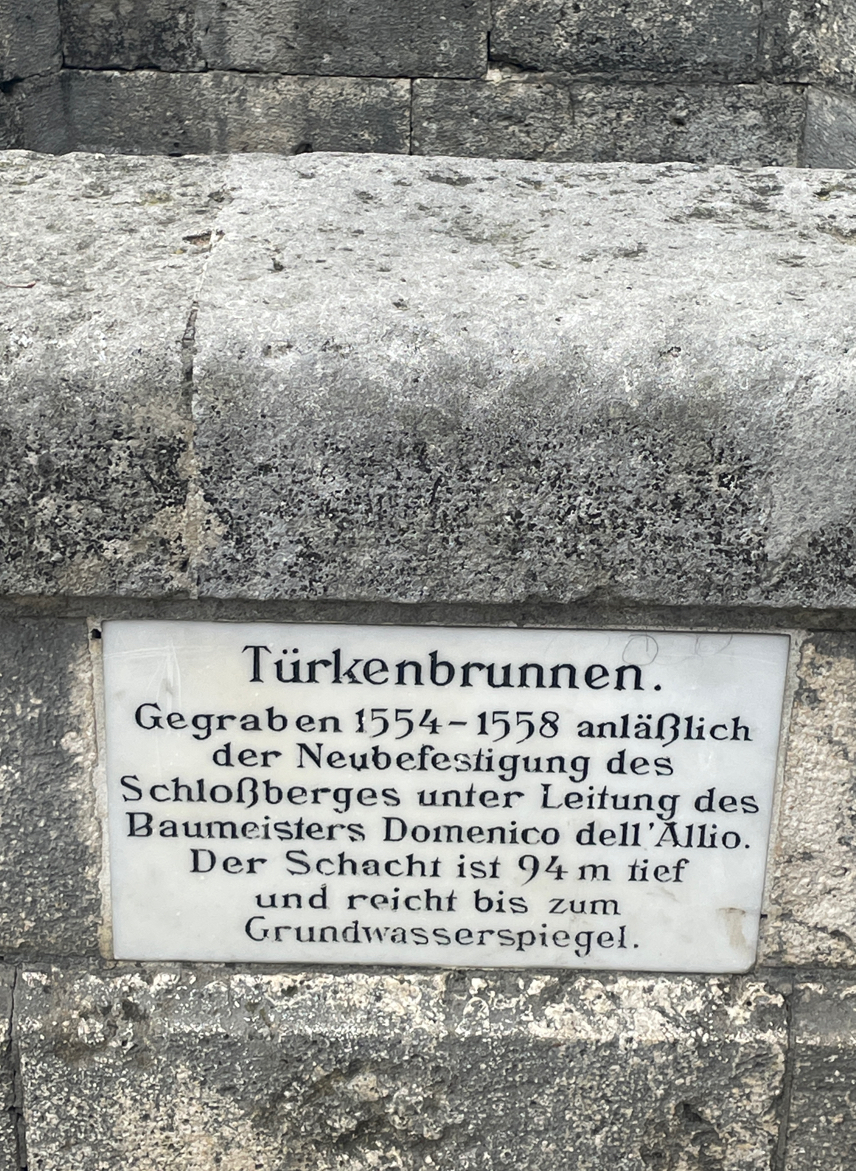 Türkenbrunnen.
Gegraben 1554-1558 anläßlich
der Neubefestigung des
Schloßberges unter Leitung des
Baumeisters Domenico dell'Allio.
Der Schacht ist 94 m tief
und reicht bis zum
Grundwasserspiegel.